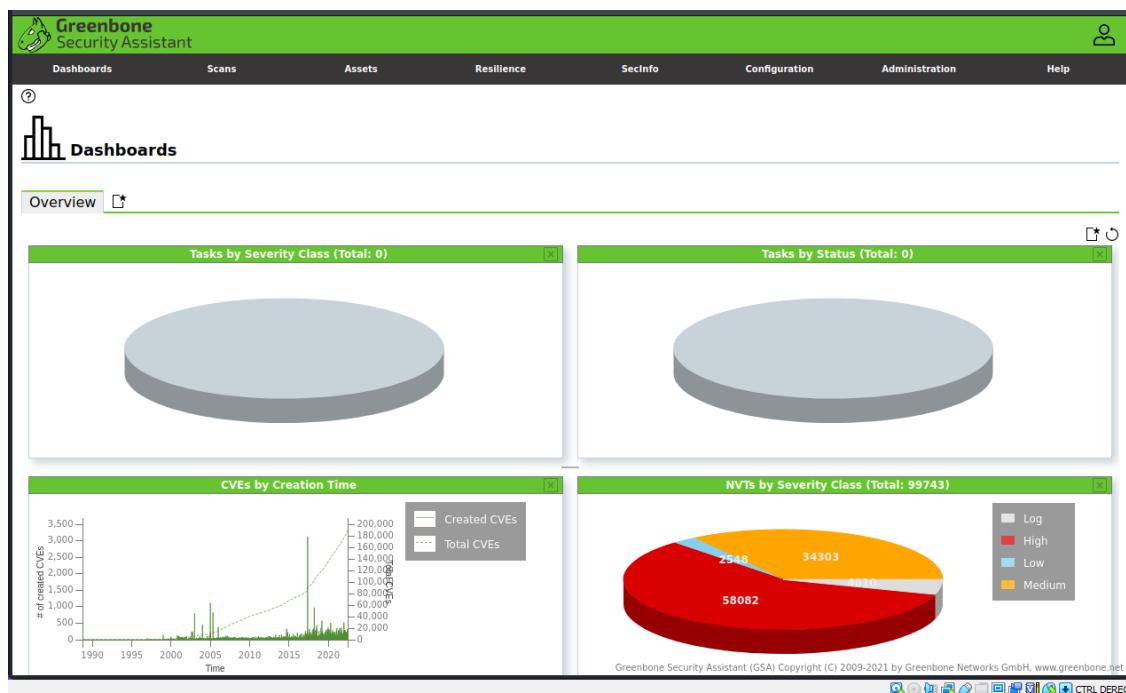 Greenbone
Security Assistant
Dashboards Scans Assets Resilience SecInfo Configuration Administration Help
Dashboards
Overview
Tasks by Severity Class (Total: 0)
Tasks by Status (Total: 0)
CVEs by Creation Time
3,500
3,000
2,500
2,000
1,500
1,000
500
0
# of created CVEs
200,000
180,000
160,000
140,000
120,000
100,000
80,000
60,000
40,000
20,000
0
Total CVEs
1990 1995 2000 2005 2010 2015 2020
Time
Created CVEs
Total CVEs
NVTs by Severity Class (Total: 99743)
2548
34303
4810
58082
Log
High
Low
Medium
Greenbone Security Assistant (GSA) Copyright (C) 2009-2021 by Greenbone Networks GmbH, www.greenbone.net
CTRL DEREC